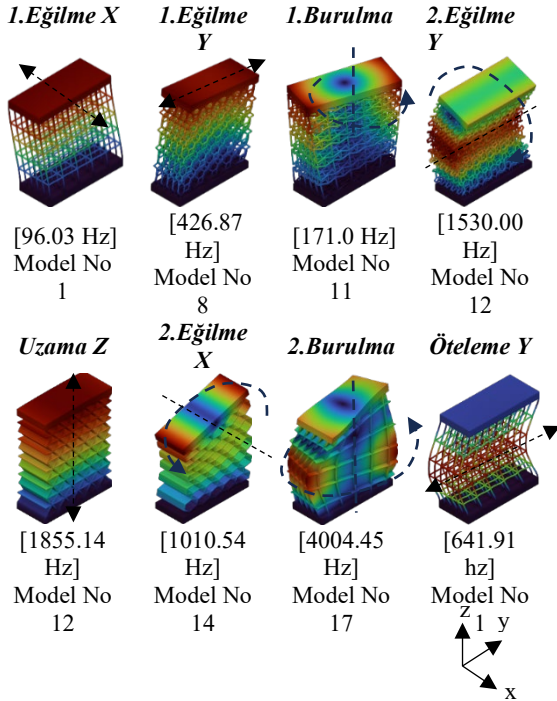 1.Eğilme X
1.Eğilme
Y
1.Burulma
2.Eğilme
Y
[96.03 Hz]
Model No
1
[426.87
Hz]
Model No
8
[171.0 Hz]
Model No
11
[1530.00
Hz]
Model No
12
Uzama Z
2.Eğilme
X
2.Burulma
Öteleme Y
[1855.14
Hz]
Model No
12
[1010.54
Hz]
Model No
14
[4004.45
Hz]
Model No
17
[641.91
hz]
Model No
1
z
y
x